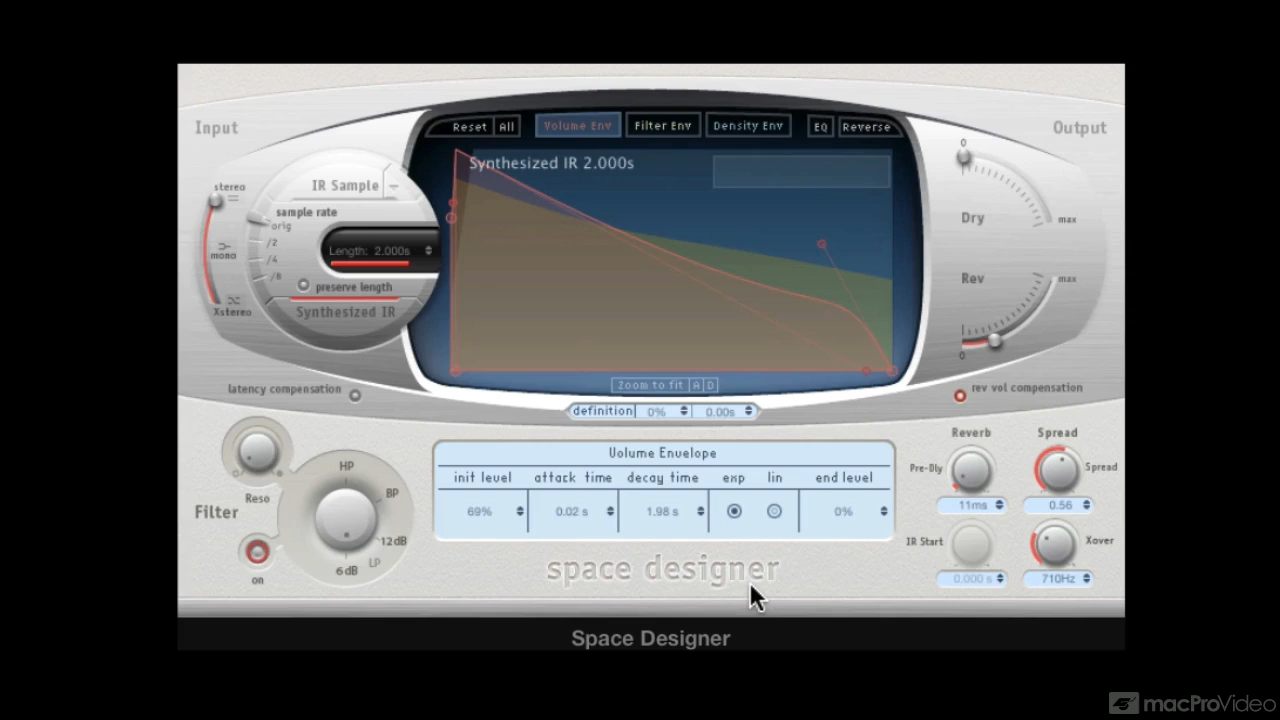 Input
Output
Reset All Volume Env Filter Env Density Env EQ Reverse
Synthesized IR 2.000s
stereo
mono
Xstereo
IR Sample
sample rate
orig
/2
/4
/8
Length: 2.000s
preserve length
Synthesized IR
0
Dry
max
Rev
max
0
Zoom to fit A D
latency compensation
rev vol compensation
definition 0% 0.00s
Reso
Filter
on
HP
BP
12dB
LP
6dB
Volume Envelope
init level attack time decay time exp lin end level
69% 0.02 s 1.98 s 0%
Reverb
Spread
Pre-Dly
11ms
Spread
0.56
IR Start
0.000 s
Xover
710Hz
space designer
Space Designer
macProVideo